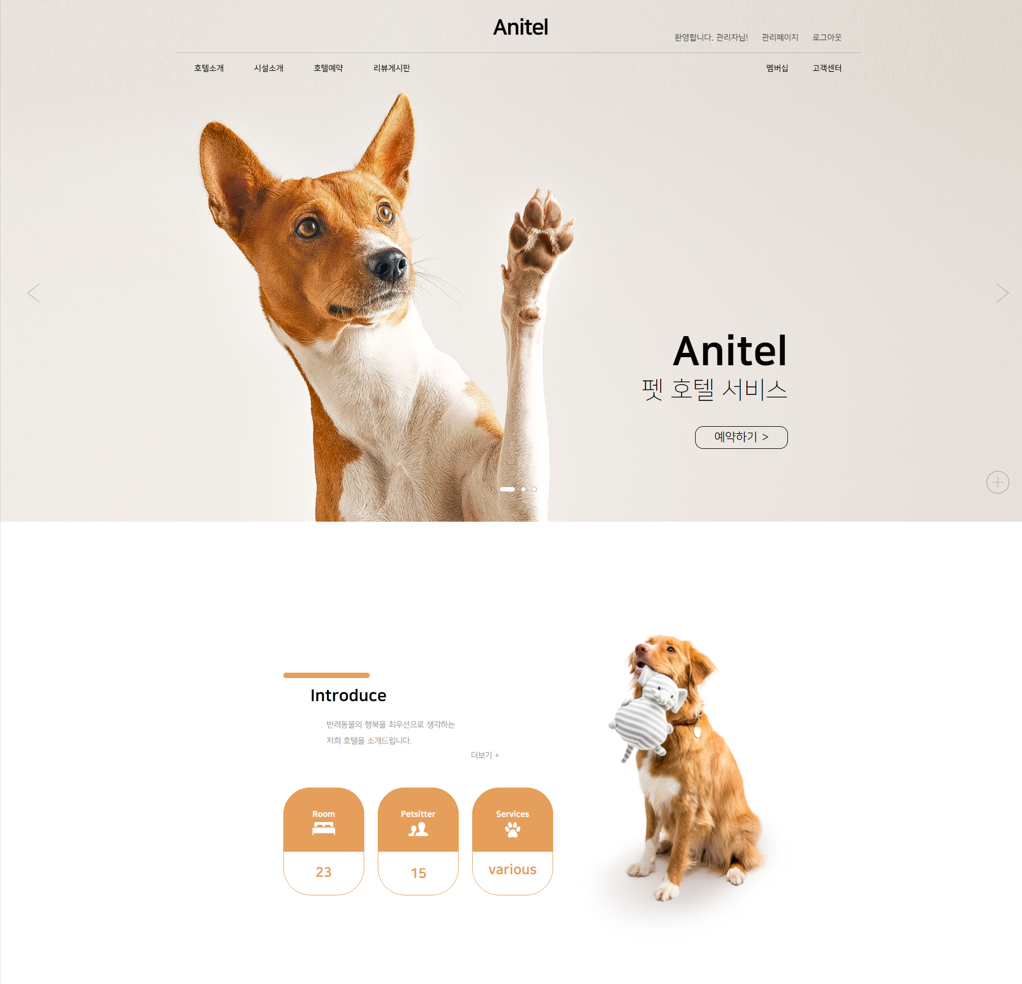 Anitel
환영합니다. 관리자님! 관리페이지 로그아웃
호텔소개 시설소개 호텔예약 리뷰게시판 멤버십 고객센터
Anitel
펫 호텔 서비스
예약하기 >
Introduce
반려동물의 행복을 최우선으로 생각하는
저희 호텔을 소개드립니다.
더보기 +
Room Petsitter Services
23 15 various